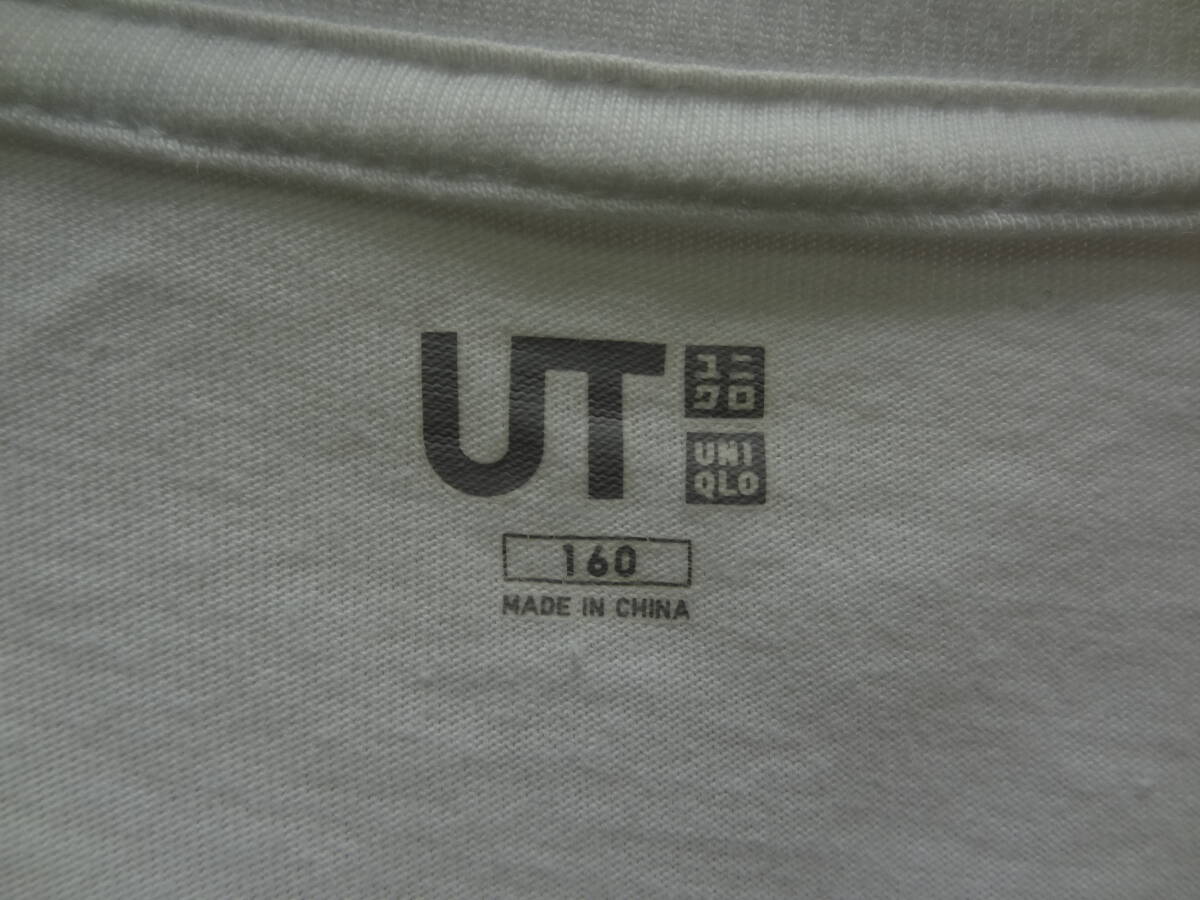 UT
ユニ
クロ
UNI
QLO
160
MADE IN CHINA